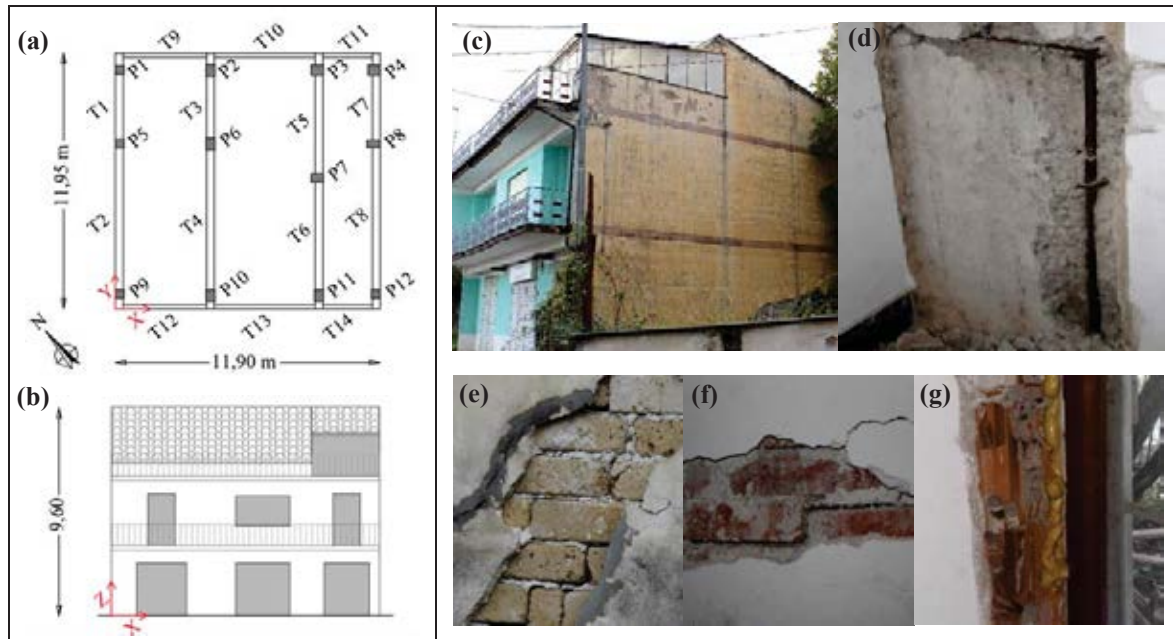 (a)
T9
T10
T11
P1
P2
P3
P4
T1
T3
T5
T7
P5
P6
P7
P8
11,95 m
T2
T4
T6
T8
Y
P9
P10
P11
P12
X
T12
T13
T14
N
11,90 m
(b)
9,60
Z
X
(c)
(d)
(e)
(f)
(g)